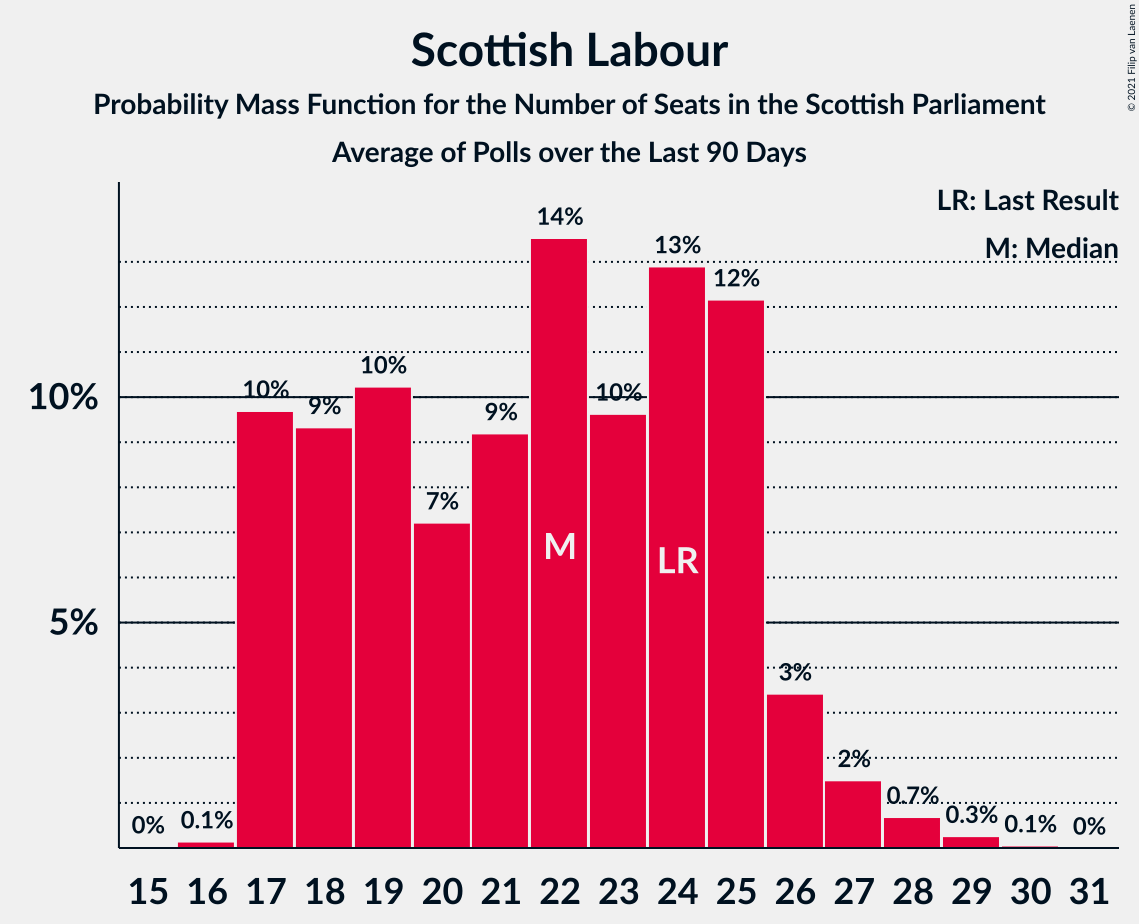 Scottish Labour
Probability Mass Function for the Number of Seats in the Scottish Parliament
Average of Polls over the Last 90 Days
© 2021 Filip van Laenen
LR: Last Result
M: Median
10%
5%
0%
0.1%
10%
9%
10%
7%
9%
14%
10%
13%
12%
3%
2%
0.7%
0.3%
0.1%
0%
M
LR
15 16 17 18 19 20 21 22 23 24 25 26 27 28 29 30 31